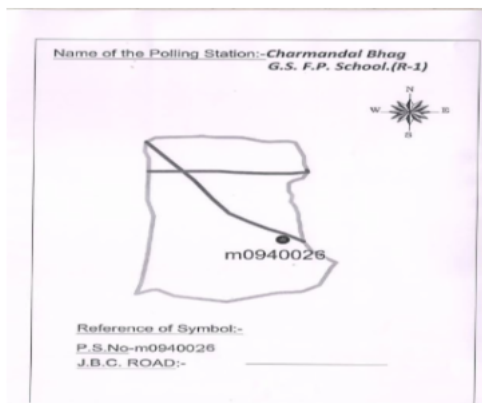 Name of the Polling Station:-Charmandal Bhag
G.S. F.P. School.(R-1)
N
W E
S
m0940026
Reference of Symbol:-
P.S.No-m0940026
J.B.C. ROAD:-